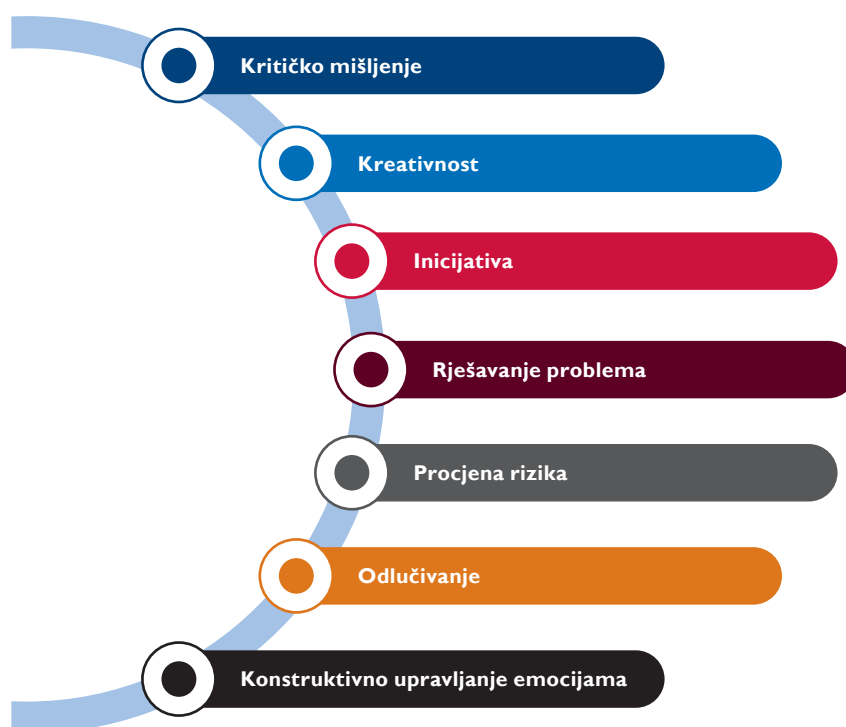 Kritičko mišljenje
Kreativnost
Inicijativa
Rješavanje problema
Procjena rizika
Odlučivanje
Konstruktivno upravljanje emocijama